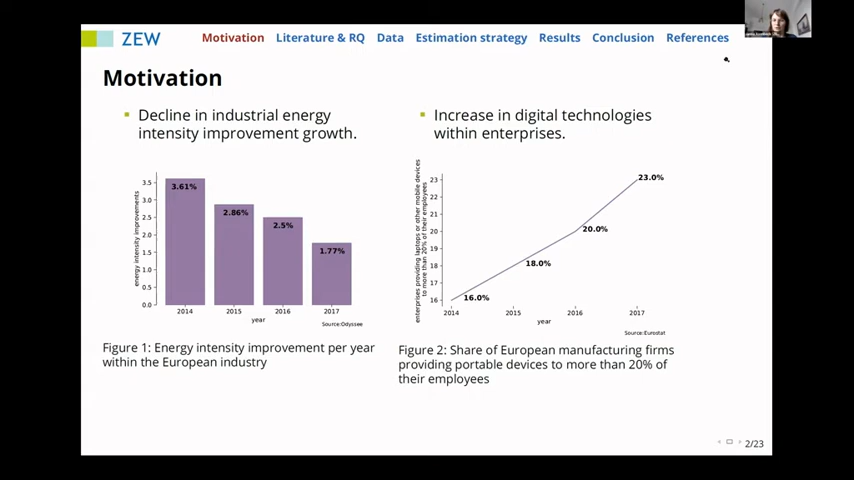 ZEW
Motivation Literature & RQ Data Estimation strategy Results Conclusion References
Motivation
Decline in industrial energy
intensity improvement growth.
Increase in digital technologies
within enterprises.
energy intensity improvements
3.5
3.0
2.5
2.0
1.5
1.0
0.5
0.0
3.61%
2.86%
2.5%
1.77%
2014 2015 2016 2017
year
Source:Odyssee
Figure 1: Energy intensity improvement per year
within the European industry
enterprises providing laptops or other mobile devices
to more than 20% of their employees
23
22
21
20
19
18
17
16
16.0%
18.0%
20.0%
23.0%
2014 2015 2016 2017
year
Source:Eurostat
Figure 2: Share of European manufacturing firms
providing portable devices to more than 20% of
their employees
2/23